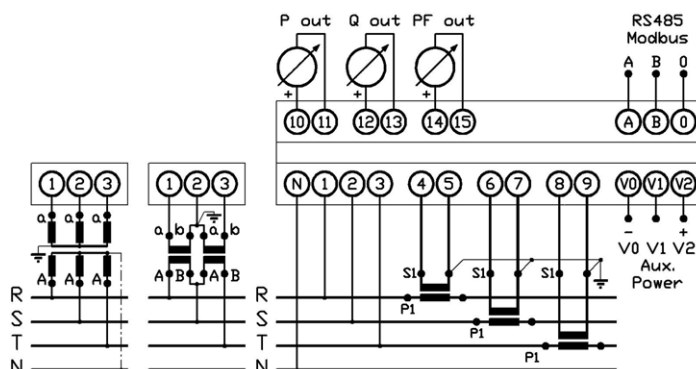 P out Q out PF out RS485
Modbus
A B 0
+ + +
10 11 12 13 14 15 A B 0
1 2 3 1 2 3 N 1 2 3 4 5 6 7 8 9 V0 V1 V2
a a a a b a b
- +
V0 V1 V2
Aux.
Power
A A A A B A B S1 S1 S1
R R
P1
S S
P1
T T
P1
N N